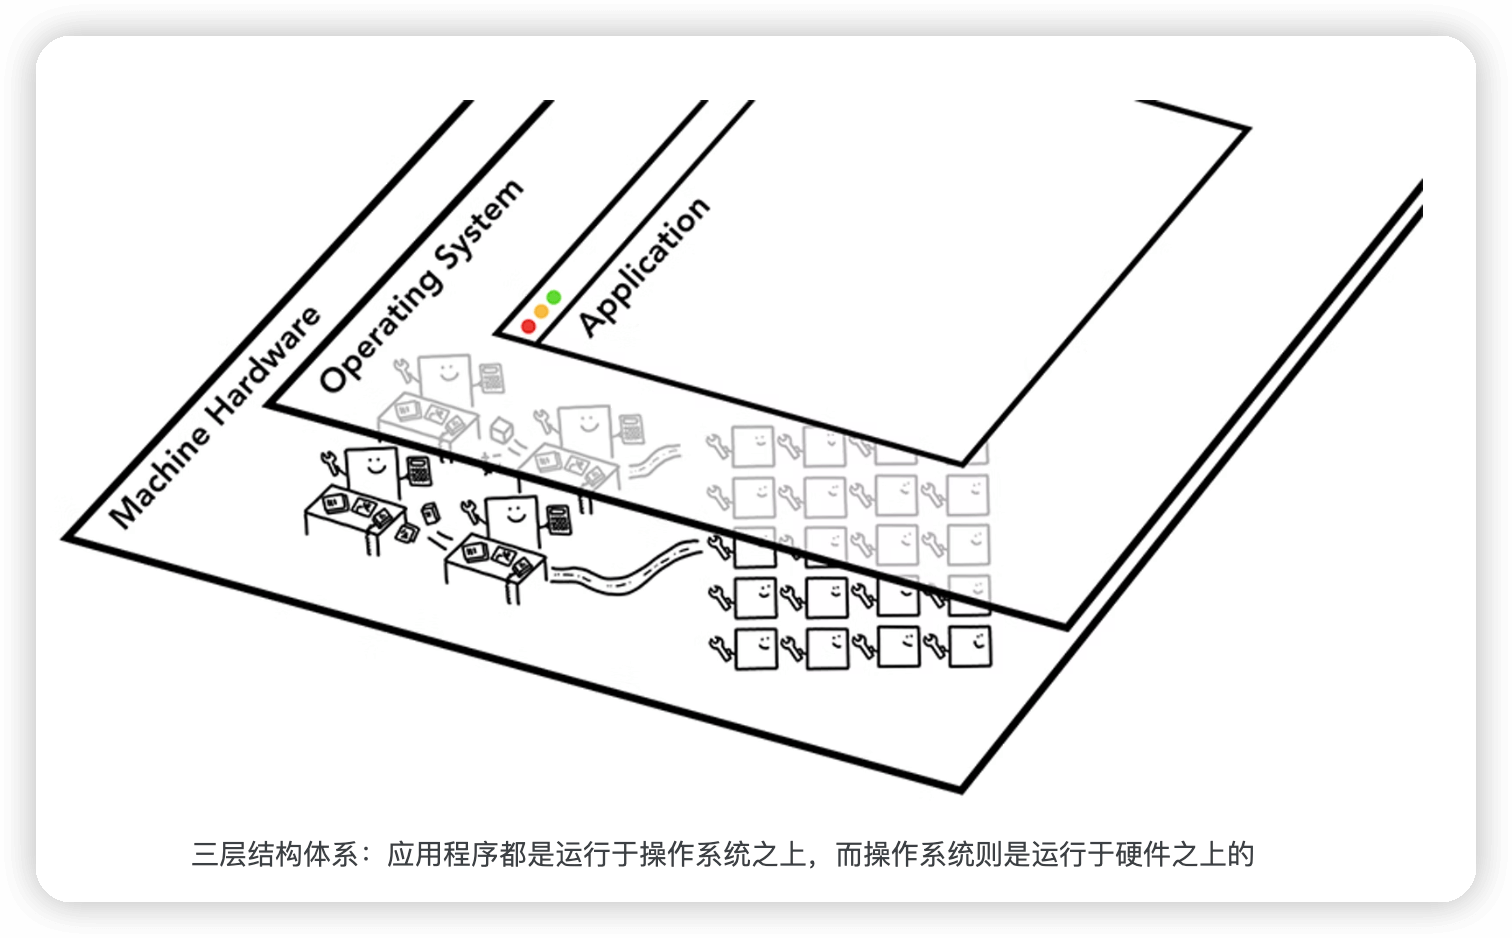 Machine Hardware
Operating System
Application
三层结构体系：应用程序都是运行于操作系统之上，而操作系统则是运行于硬件之上的